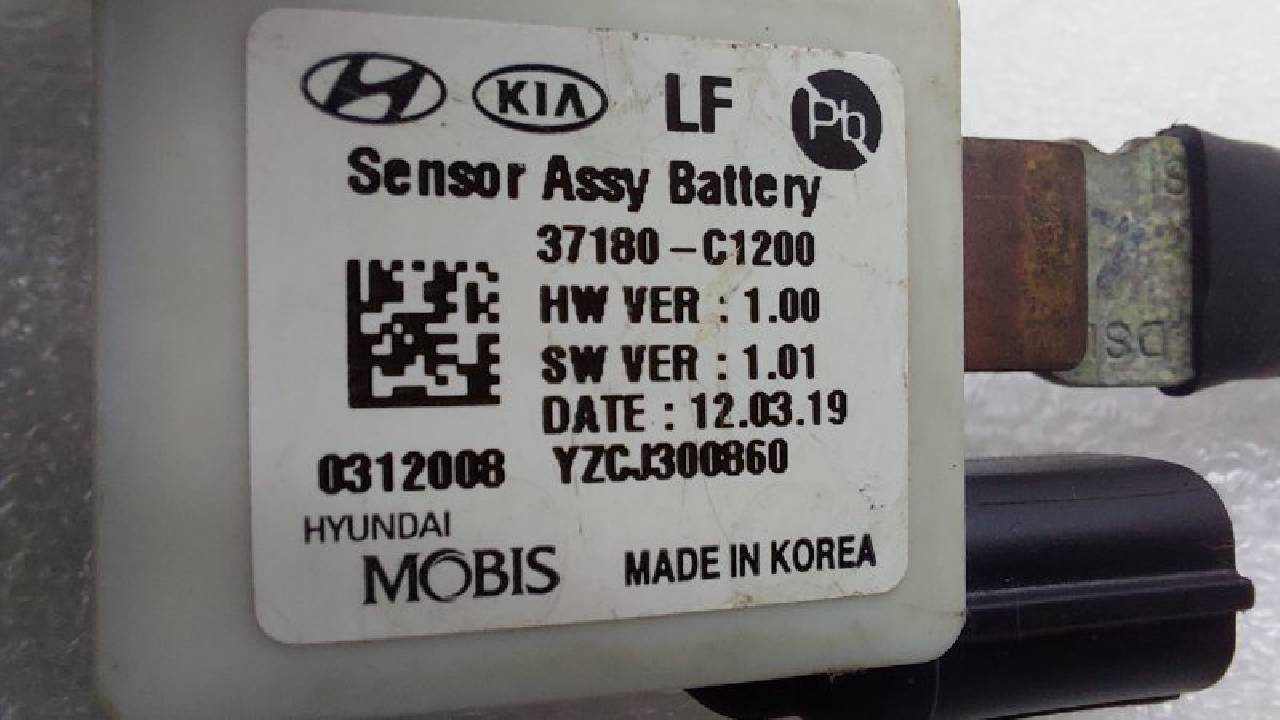 KIA LF Pb
Sensor Assy Battery
37180-C1200
HW VER : 1.00
SW VER : 1.01
DATE : 12.03.19
0312008 YZCJ300860
HYUNDAI
MOBIS MADE IN KOREA